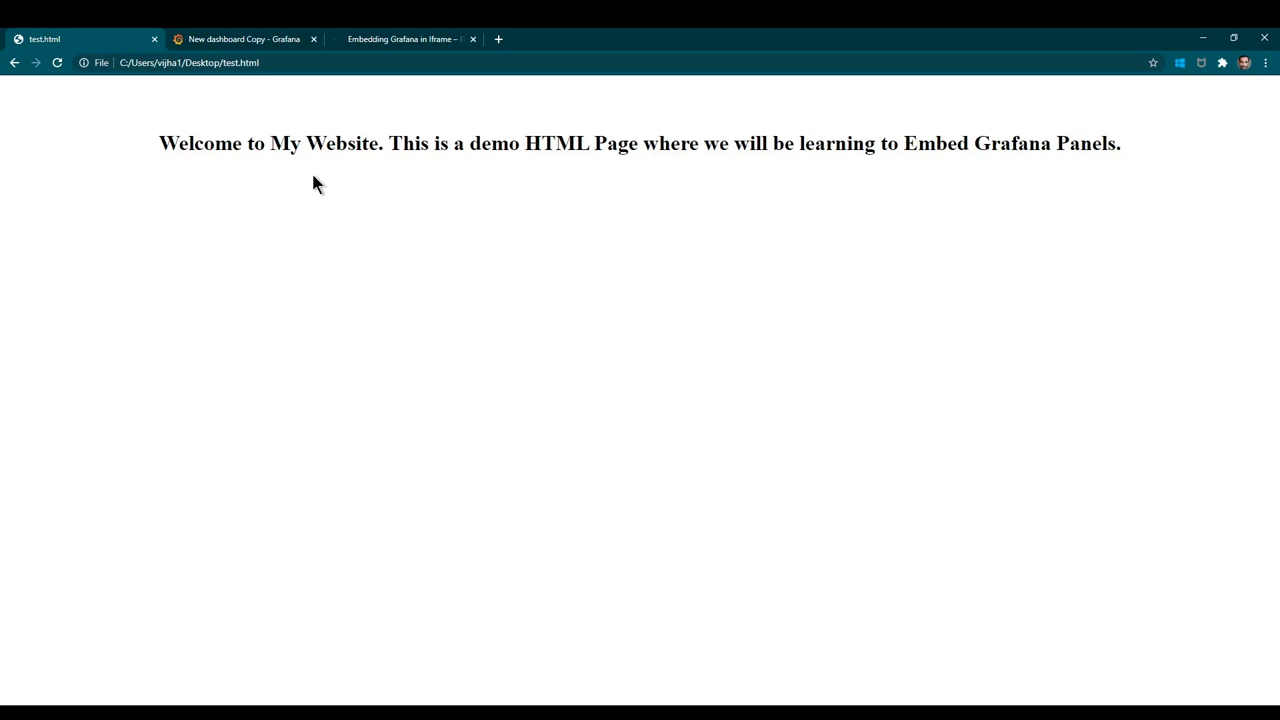 test.html
New dashboard Copy - Grafana
Embedding Grafana in Iframe –
File
C:/Users/vijha1/Desktop/test.html
Welcome to My Website. This is a demo HTML Page where we will be learning to Embed Grafana Panels.